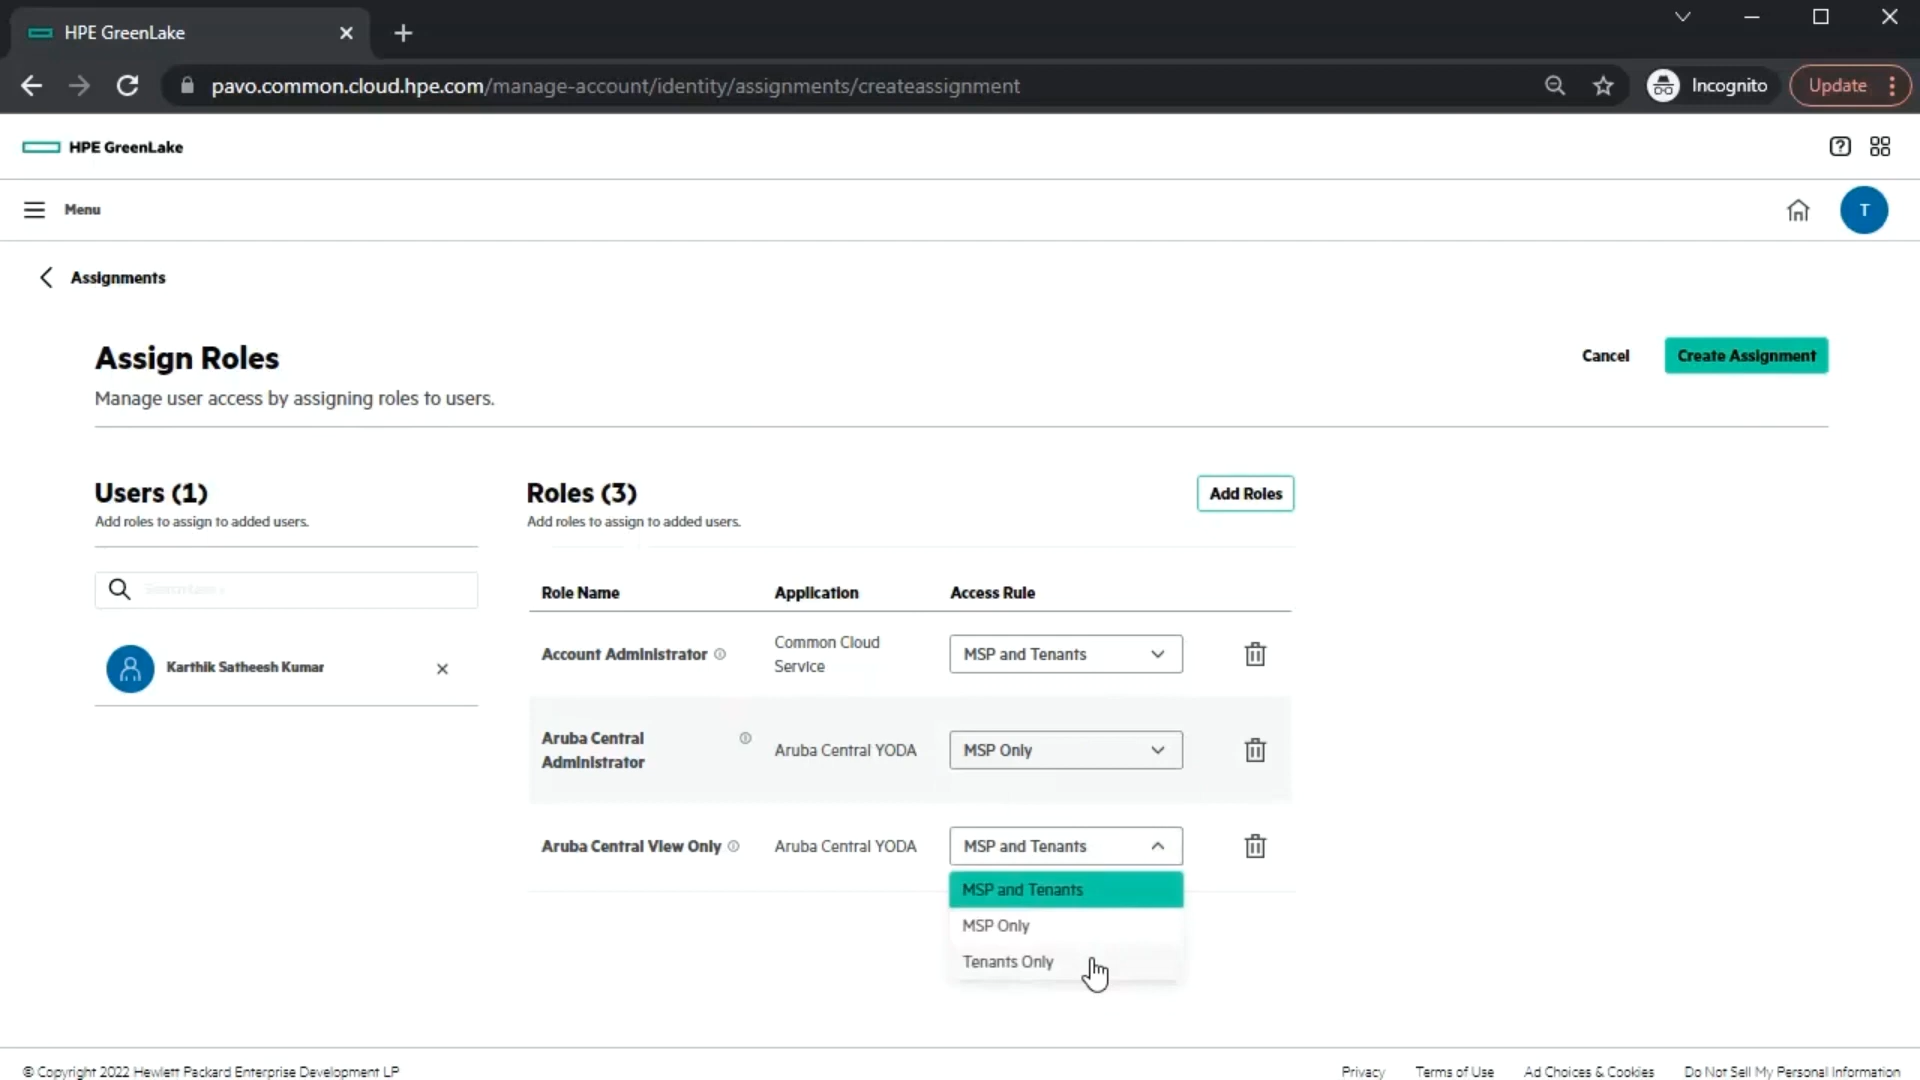 HPE GreenLake
pavo.common.cloud.hpe.com/manage-account/identity/assignments/createassignment
Incognito
Update
HPE GreenLake
Menu
T
Assignments
Assign Roles
Cancel
Create Assignment
Manage user access by assigning roles to users.
Users (1)
Add roles to assign to added users.
Karthik Satheesh Kumar
Roles (3)
Add Roles
Add roles to assign to added users.
Role Name Application Access Rule
Account Administrator
Common Cloud
Service
MSP and Tenants
Aruba Central
Administrator
Aruba Central YODA
MSP Only
Aruba Central View Only
Aruba Central YODA
MSP and Tenants
MSP and Tenants
MSP Only
Tenants Only
© Copyright 2022 Hewlett Packard Enterprise Development LP
Privacy Terms of Use Ad Choices & Cookies Do Not Sell My Personal Information